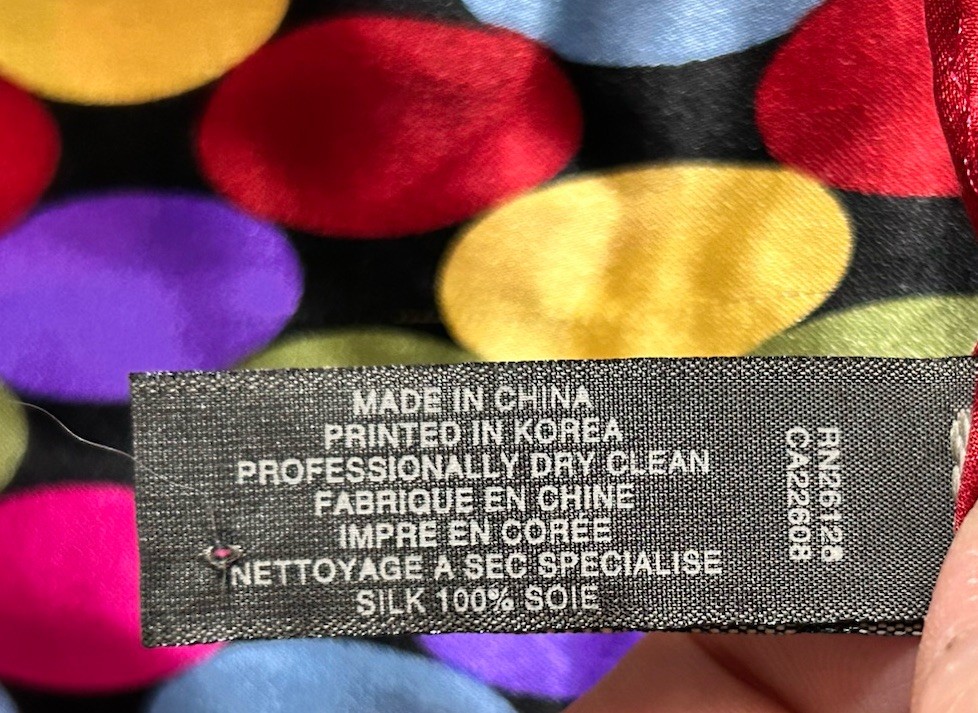 MADE IN CHINA
PRINTED IN KOREA
PROFESSIONALLY DRY CLEAN
FABRIQUE EN CHINE
IMPRE EN COREE
NETTOYAGE A SEC SPECIALISE
SILK 100% SOIE
RN26128
CA22608